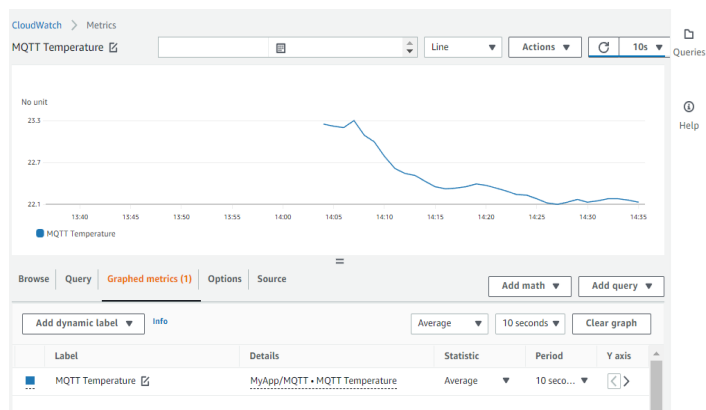 CloudWatch > Metrics
MQTT Temperature Line Actions 10s
Queries
Help
No unit
23.3
22.7
22.1
13:40 13:45 13:50 13:55 14:00 14:05 14:10 14:15 14:20 14:25 14:30 14:35
MQTT Temperature
Browse Query Graphed metrics (1) Options Source Add math Add query
Add dynamic label Info Average 10 seconds Clear graph
Label Details Statistic Period Y axis
MQTT Temperature MyApp/MQTT • MQTT Temperature Average 10 seco... < >